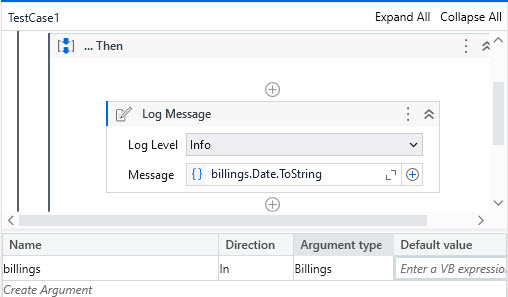 TestCase1 Expand All Collapse All
... Then
Log Message
Log Level Info
Message {} billings.Date.ToString
Name Direction Argument type Default value
billings In Billings Enter a VB expressio
Create Argument